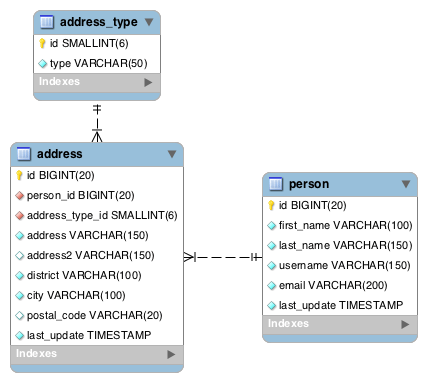 address_type
id SMALLINT(6)
type VARCHAR(50)
Indexes
address
id BIGINT(20)
person_id BIGINT(20)
address_type_id SMALLINT(6)
address VARCHAR(150)
address2 VARCHAR(150)
district VARCHAR(100)
city VARCHAR(100)
postal_code VARCHAR(20)
last_update TIMESTAMP
Indexes
person
id BIGINT(20)
first_name VARCHAR(100)
last_name VARCHAR(150)
username VARCHAR(150)
email VARCHAR(200)
last_update TIMESTAMP
Indexes